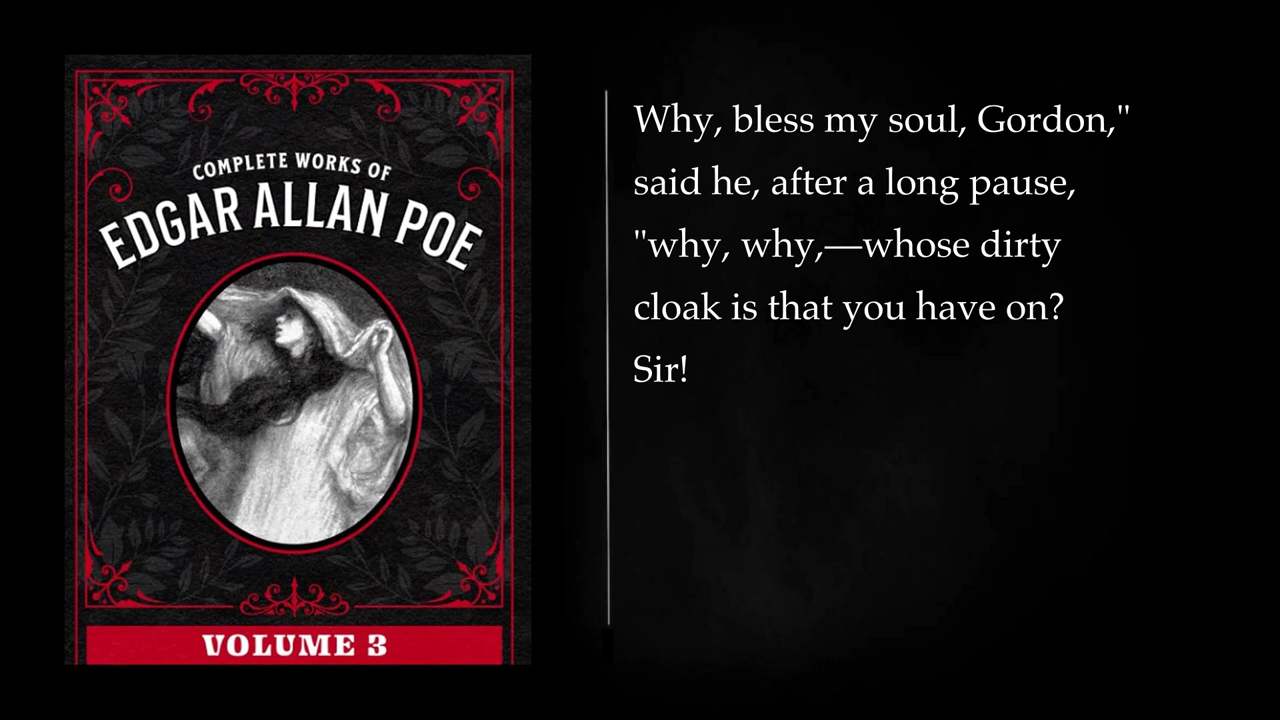 COMPLETE WORKS OF
EDGAR ALLAN POE
VOLUME 3
Why, bless my soul, Gordon,"
said he, after a long pause,
"why, why,—whose dirty
cloak is that you have on?
Sir!